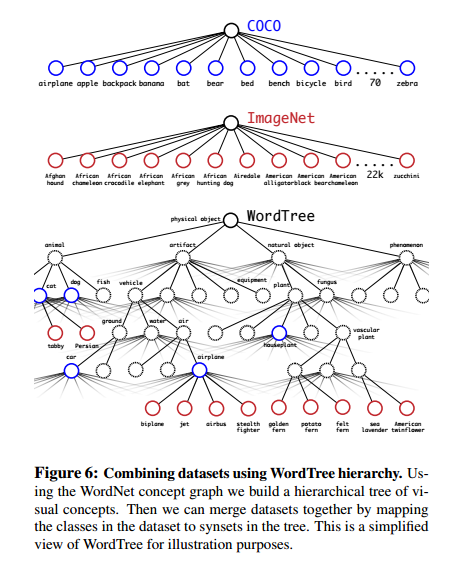 COCO
airplane apple backpack banana bat bear bed bench bicycle bird 70 zebra
ImageNet
Afghan hound
African chameleon
African crocodile
African elephant
African grey
African hunting dog
Airedale
American alligator
American black bear
American chameleon
22k
zucchini
physical object WordTree
animal artifact natural object phenomenon
cat dog fish vehicle equipment plant fungus
tabby Persian ground water air houseplant vascular plant
car airplane
biplane jet airbus stealth fighter golden fern potato fern felt fern sea lavender American twinflower
Figure 6: Combining datasets using WordTree hierarchy. Us-
ing the WordNet concept graph we build a hierarchical tree of vi-
sual concepts. Then we can merge datasets together by mapping
the classes in the dataset to synsets in the tree. This is a simplified
view of WordTree for illustration purposes.